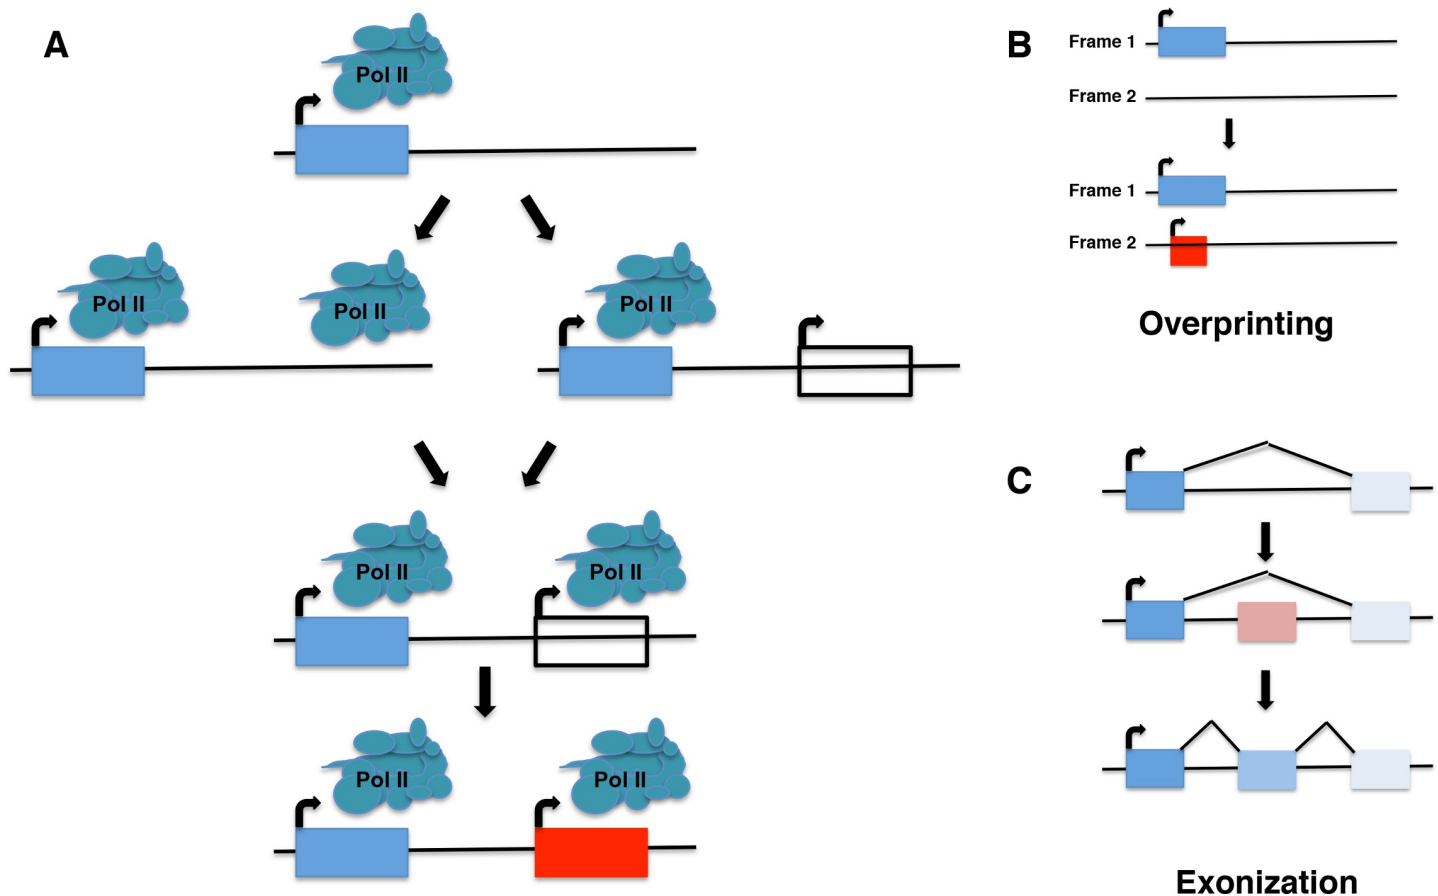 A
Pol II
Pol II
Pol II
Pol II
Pol II
Pol II
Pol II
Pol II
B
Frame 1
Frame 2
Frame 1
Frame 2
Overprinting
C
Exonization